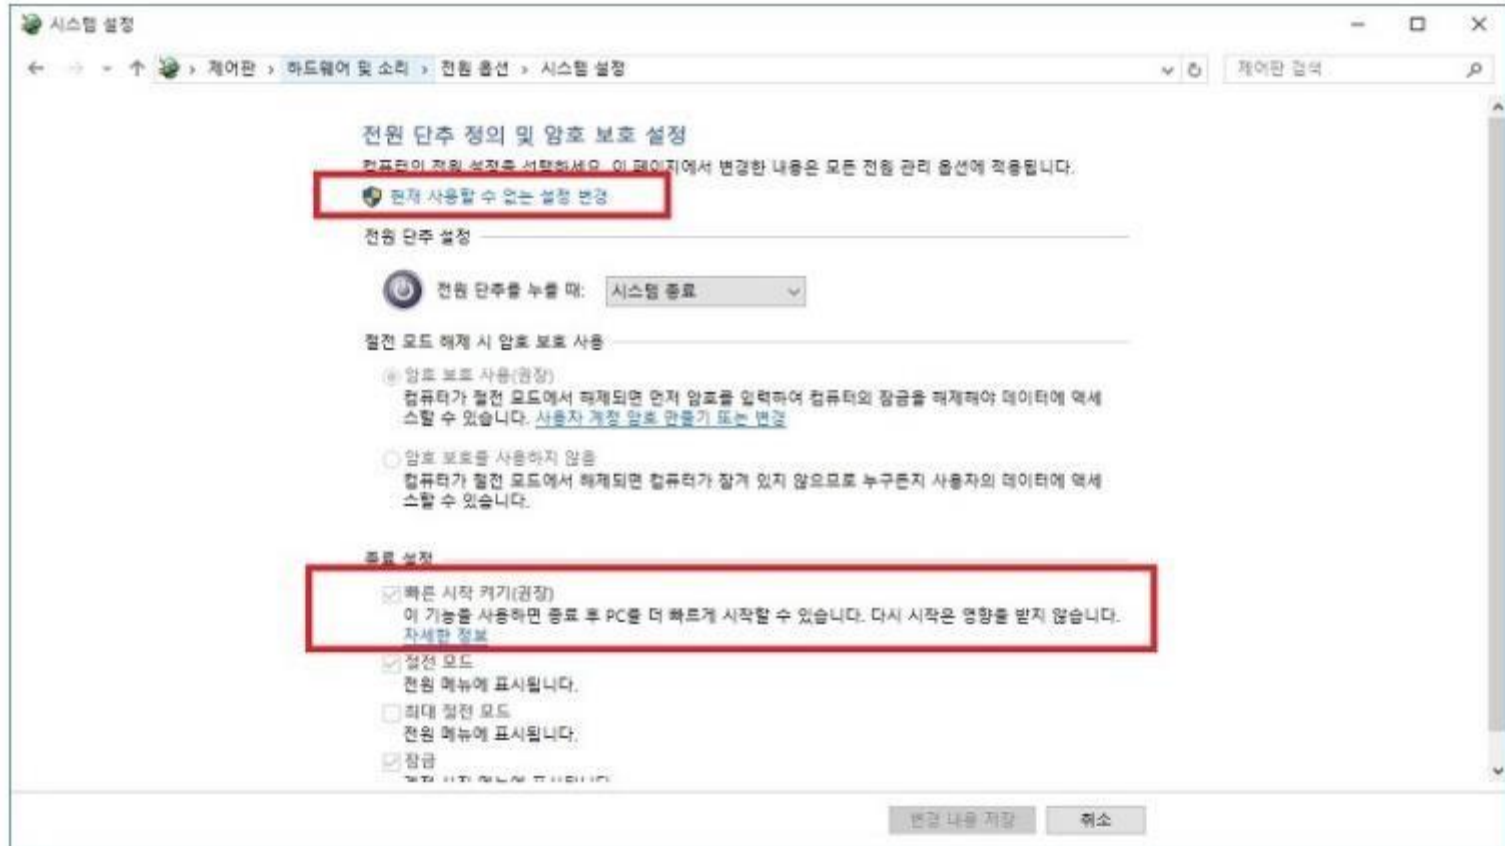 시스템 설정
제어판 › 하드웨어 및 소리 › 전원 옵션 › 시스템 설정
제어판 검색
전원 단추 정의 및 암호 보호 설정
컴퓨터의 전원 설정을 선택하세요. 이 페이지에서 변경한 내용은 모든 전원 관리 옵션에 적용됩니다.
현재 사용할 수 없는 설정 변경
전원 단추 설정
전원 단추를 누를 때: 시스템 종료
절전 모드 해제 시 암호 보호 사용
암호 보호 사용(권장)
컴퓨터가 절전 모드에서 해제되면 먼저 암호를 입력하여 컴퓨터의 잠금을 해제해야 데이터에 액세
스할 수 있습니다. 사용자 계정 암호 만들기 또는 변경
암호 보호를 사용하지 않음
컴퓨터가 절전 모드에서 해제되면 컴퓨터가 잠겨 있지 않으므로 누구든지 사용자의 데이터에 액세
스할 수 있습니다.
종료 설정
빠른 시작 켜기(권장)
이 기능을 사용하면 종료 후 PC를 더 빠르게 시작할 수 있습니다. 다시 시작은 영향을 받지 않습니다.
자세한 정보
절전 모드
전원 메뉴에 표시됩니다.
최대 절전 모드
전원 메뉴에 표시됩니다.
잠금
변경 내용 저장
취소